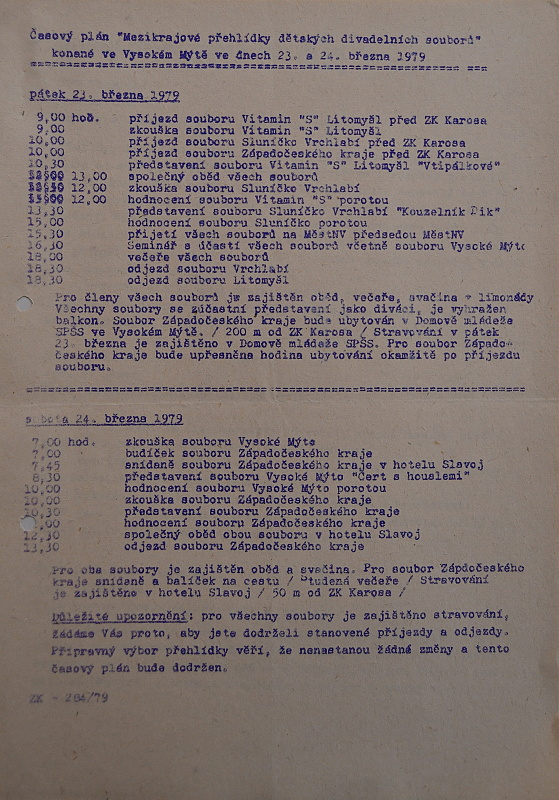 Časový plán "Mezikrajové přehlídky dětských divadelních souborů"
konané ve Vysokém Mýtě ve dnech 23. a 24. března 1979
pátek 23. března 1979
9,00 hod. příjezd souboru Vitamin "S" Litomyšl před ZK Karosa
9,00 zkouška souboru Vitamin "S" Litomyšl
10,00 příjezd souboru Sluníčko Vrchlabí před ZK Karosa
10,00 příjezd souboru Západočeského kraje před ZK Karosa
10,30 představení souboru Vitamin "S" Litomyšl "Vtipálkové"
13,00 společný oběd všech souborů
12,00 zkouška souboru Sluníčko Vrchlabí
12,00 hodnocení souboru Vitamin "S" porotou
13,30 představení souboru Sluníčko Vrchlabí "Kouzelník Pik"
15,00 hodnocení souboru Sluníčko porotou
15,30 přijetí všech souborů na MěstNV předsedou MěstNV
16,30 Seminář s účastí všech souborů včetně souboru Vysoké Mýto
18,00 večeře všech souborů
18,30 odjezd souboru Vrchlabí
18,30 odjezd souboru Litomyšl
Pro členy všech souborů je zajištěn oběd, večeře, svačina + limonády
Všechny soubory se zúčastní představení jako diváci, je vyhražen
balkon. Soubor Západočeského kraje bude ubytován v Domově mládeže
SPŠS ve Vysokém Mýtě. / 200 m od ZK Karosa / Stravování v pátek
23. března je zajištěno v Domově mládeže SPŠS. Pro soubor Západo-
českého kraje bude upřesněna hodina ubytování okamžitě po příjezdu
souboru.
sobota 24. března 1979
7,00 hod. zkouška souboru Vysoké Mýto
7,00 budíček souboru Západočeského kraje
7,45 snídaně souboru Západočeského kraje v hotelu Slavoj
8,30 představení souboru Vysoké Mýto "Čert s houslemi"
10,00 hodnocení souboru Vysoké Mýto porotou
10,00 zkouška souboru Západočeského kraje
10,30 představení souboru Západočeského kraje
,00 hodnocení souboru Západočeského kraje
12,30 společný oběd obou souborů v hotelu Slavoj
13,30 odjezd souboru Západočeského kraje
Pro oba soubory je zajištěn oběd a svačina. Pro soubor Západočeského
kraje snídaně a balíček na cestu / Studená večeře / Stravování
je zajištěno v hotelu Slavoj / 50 m od ZK Karosa /
Důležité upozornění: pro všechny soubory je zajištěno stravování,
žádáme Vás proto, aby jste dodrželi stanovené příjezdy a odjezdy.
Přípravný výbor přehlídky věří, že nenastanou žádné změny a tento
časový plán bude dodržen.
ZK - 204/79